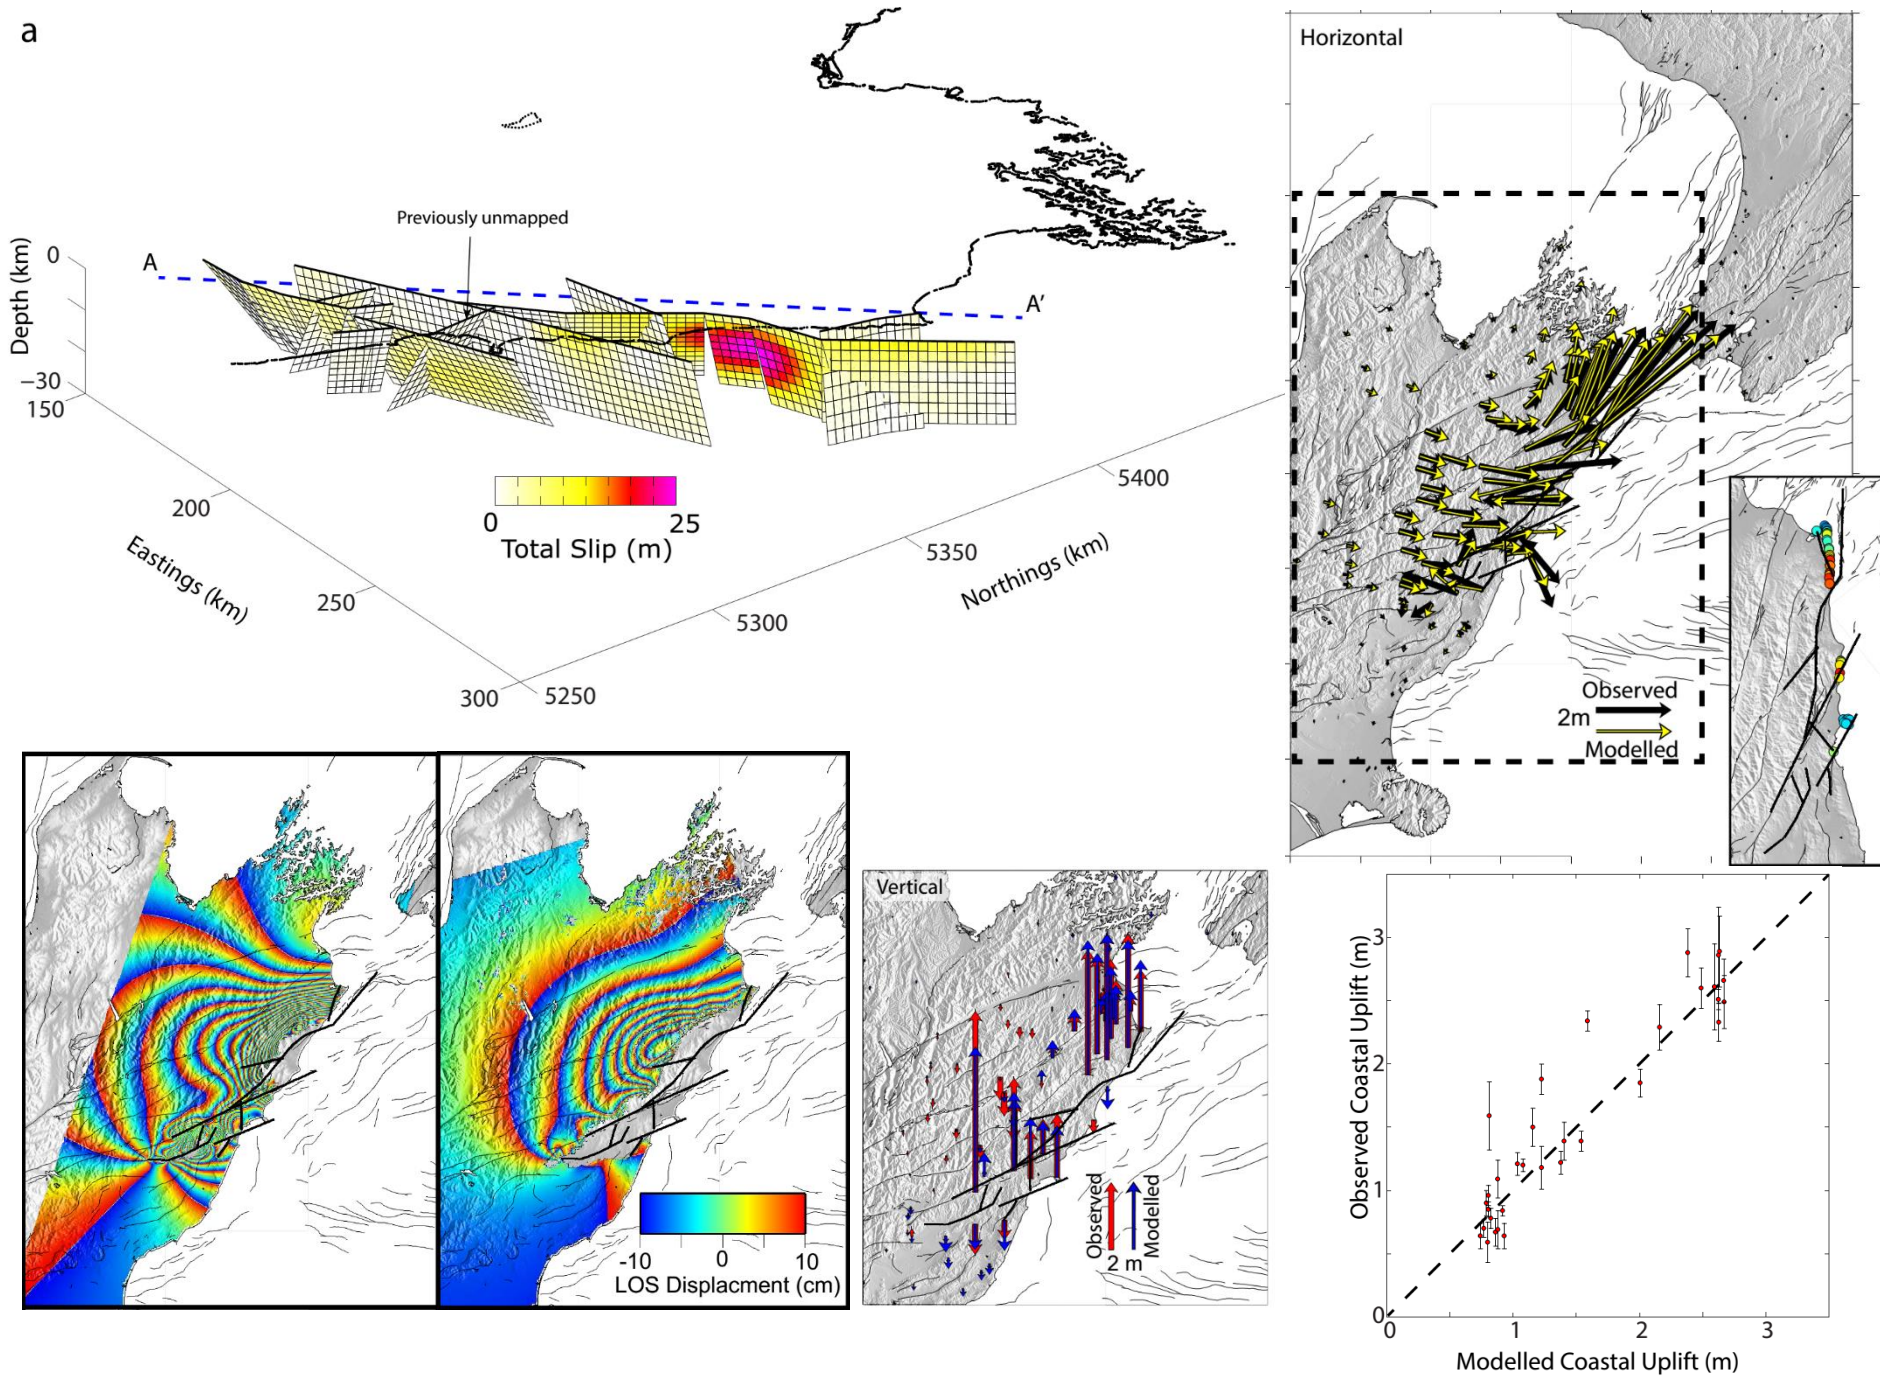 a
Previously unmapped
A
A'
Depth (km)
0
−30
150
200
250
300
Eastings (km)
5250
5300
5350
5400
Northings (km)
0
25
Total Slip (m)
Horizontal
Observed
2m
Modelled
-10
0
10
LOS Displacment (cm)
Vertical
Observed
Modelled
2 m
Observed Coastal Uplift (m)
3
2
1
0
0
1
2
3
Modelled Coastal Uplift (m)